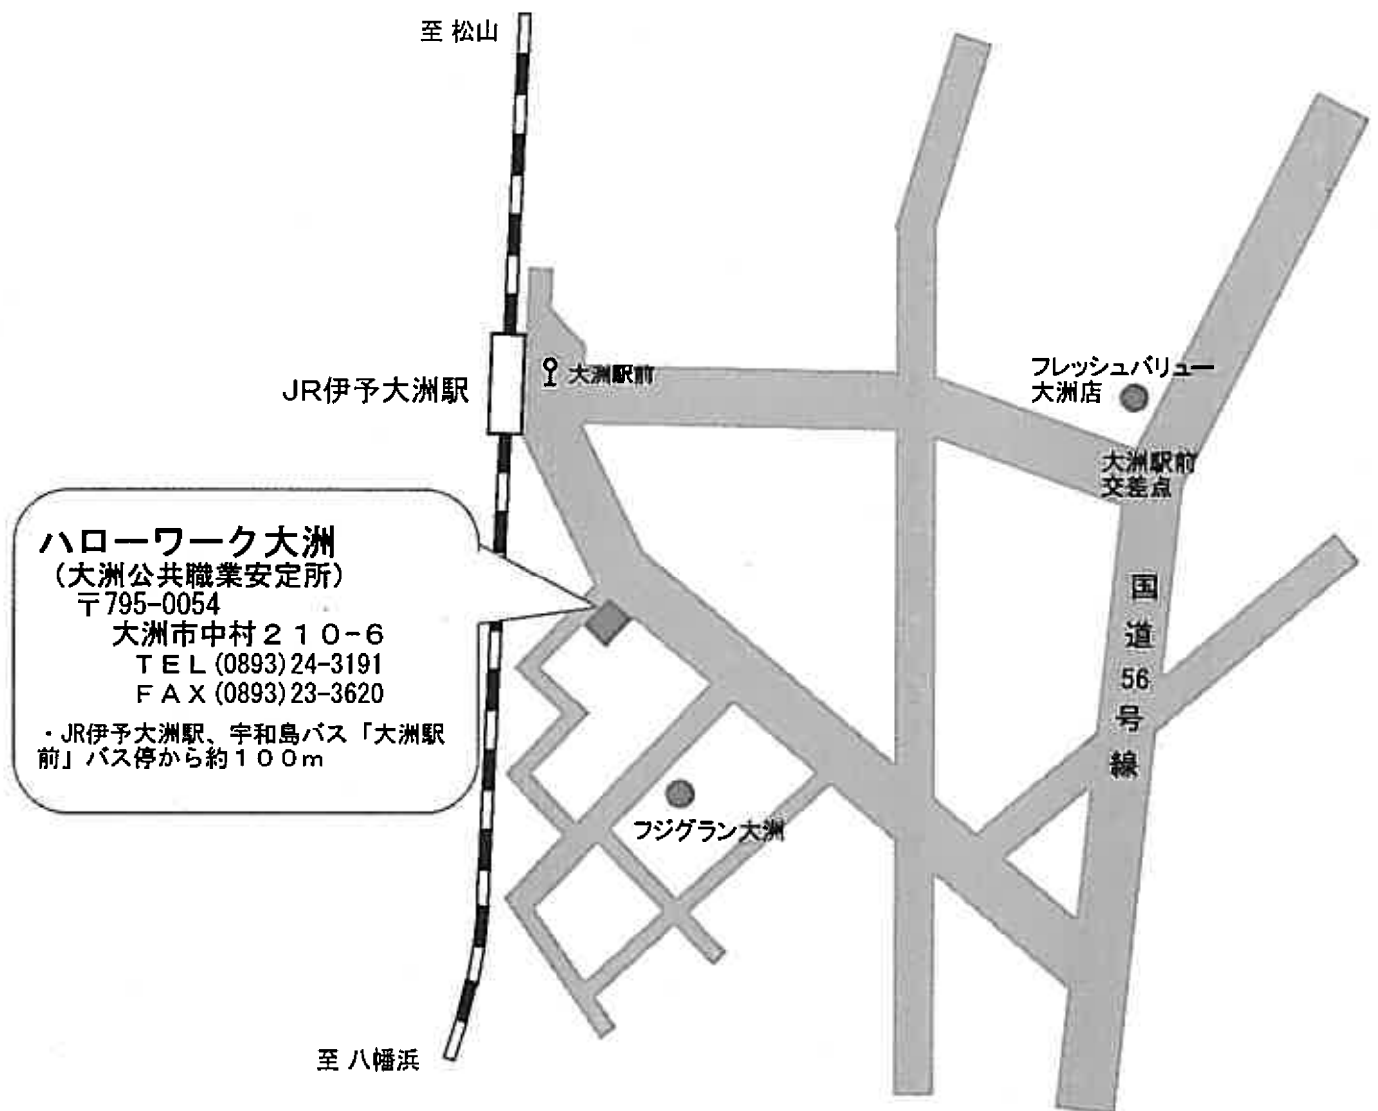 至 松山
JR伊予大洲駅
大洲駅前
フレッシュバリュー
大洲店
大洲駅前
交差点
ハローワーク大洲
(大洲公共職業安定所)
〒795-0054
大洲市中村210-6
TEL(0893)24-3191
FAX(0893)23-3620
・JR伊予大洲駅、宇和島バス「大洲駅
前」バス停から約100m
国道56号線
フジグラン大洲
至 八幡浜